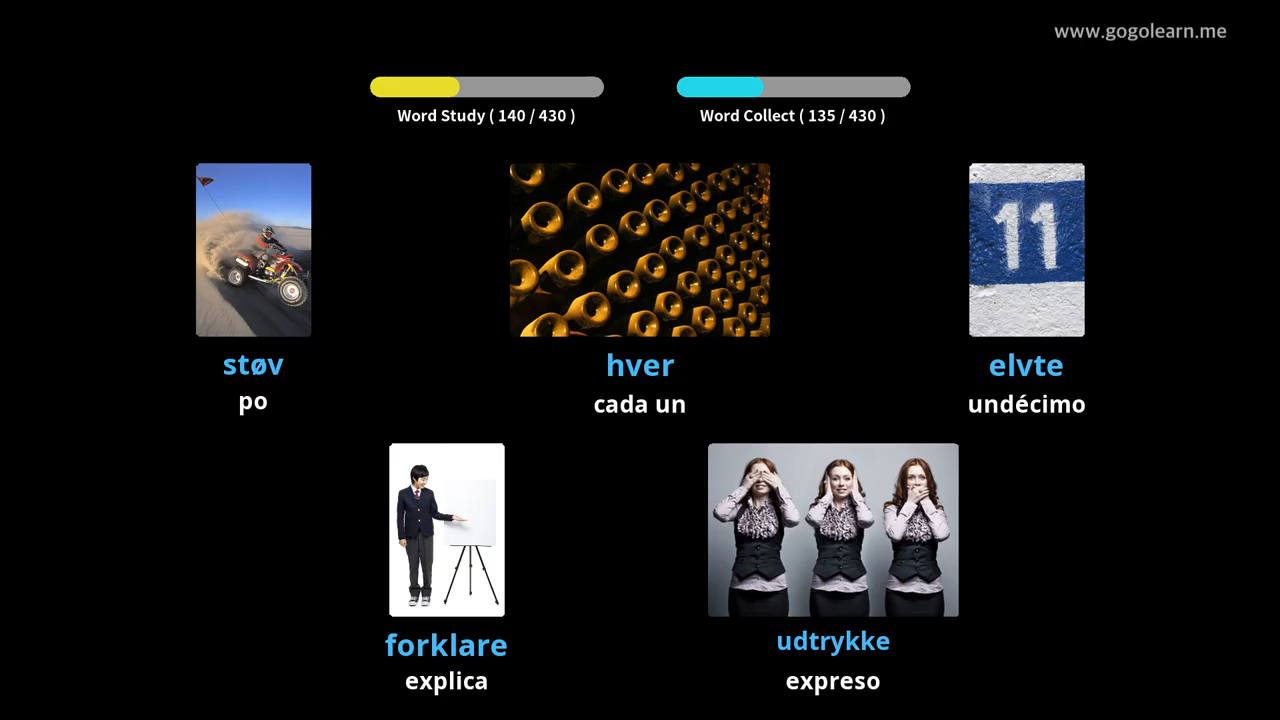 www.gogolearn.me
Word Study ( 140 / 430 )
Word Collect ( 135 / 430 )
11
støv
hver
elvte
po
cada un
undécimo
forklare
udtrykke
explica
expreso